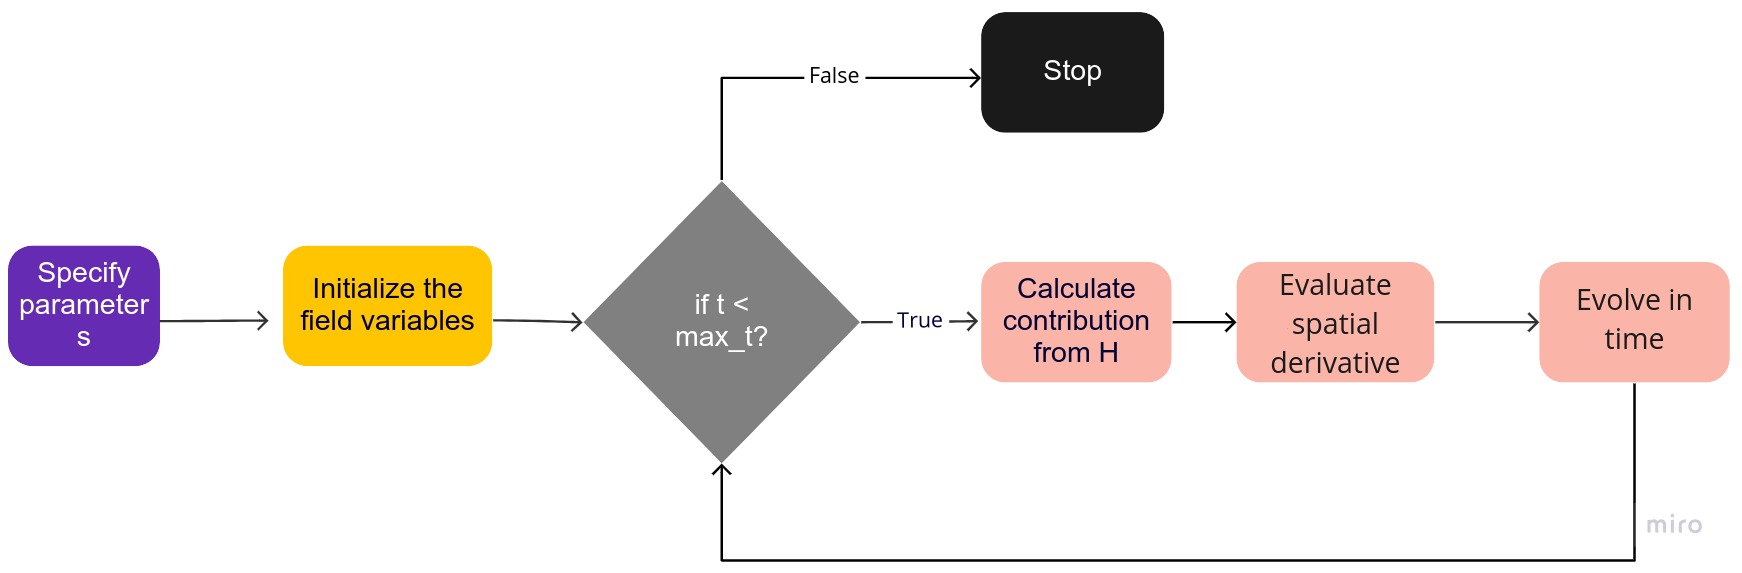 Specify
parameter
s
Initialize the
field variables
if t <
max_t?
False
Stop
True
Calculate
contribution
from H
Evaluate
spatial
derivative
Evolve in
time
miro